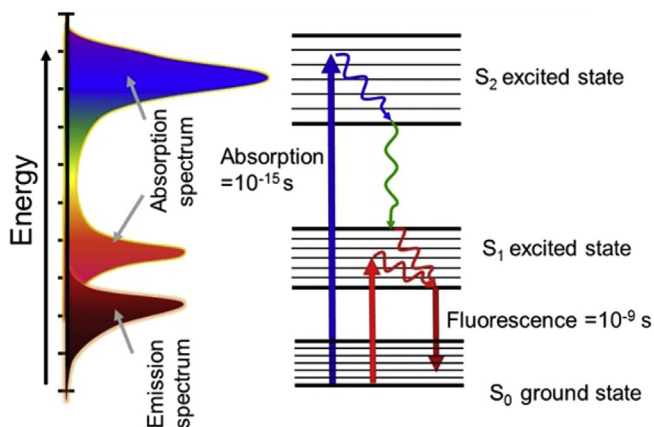 Energy
Absorption
spectrum
Emission
spectrum
Absorption
=10⁻¹⁵ s
S₂ excited state
S₁ excited state
Fluorescence =10⁻⁹ s
S₀ ground state